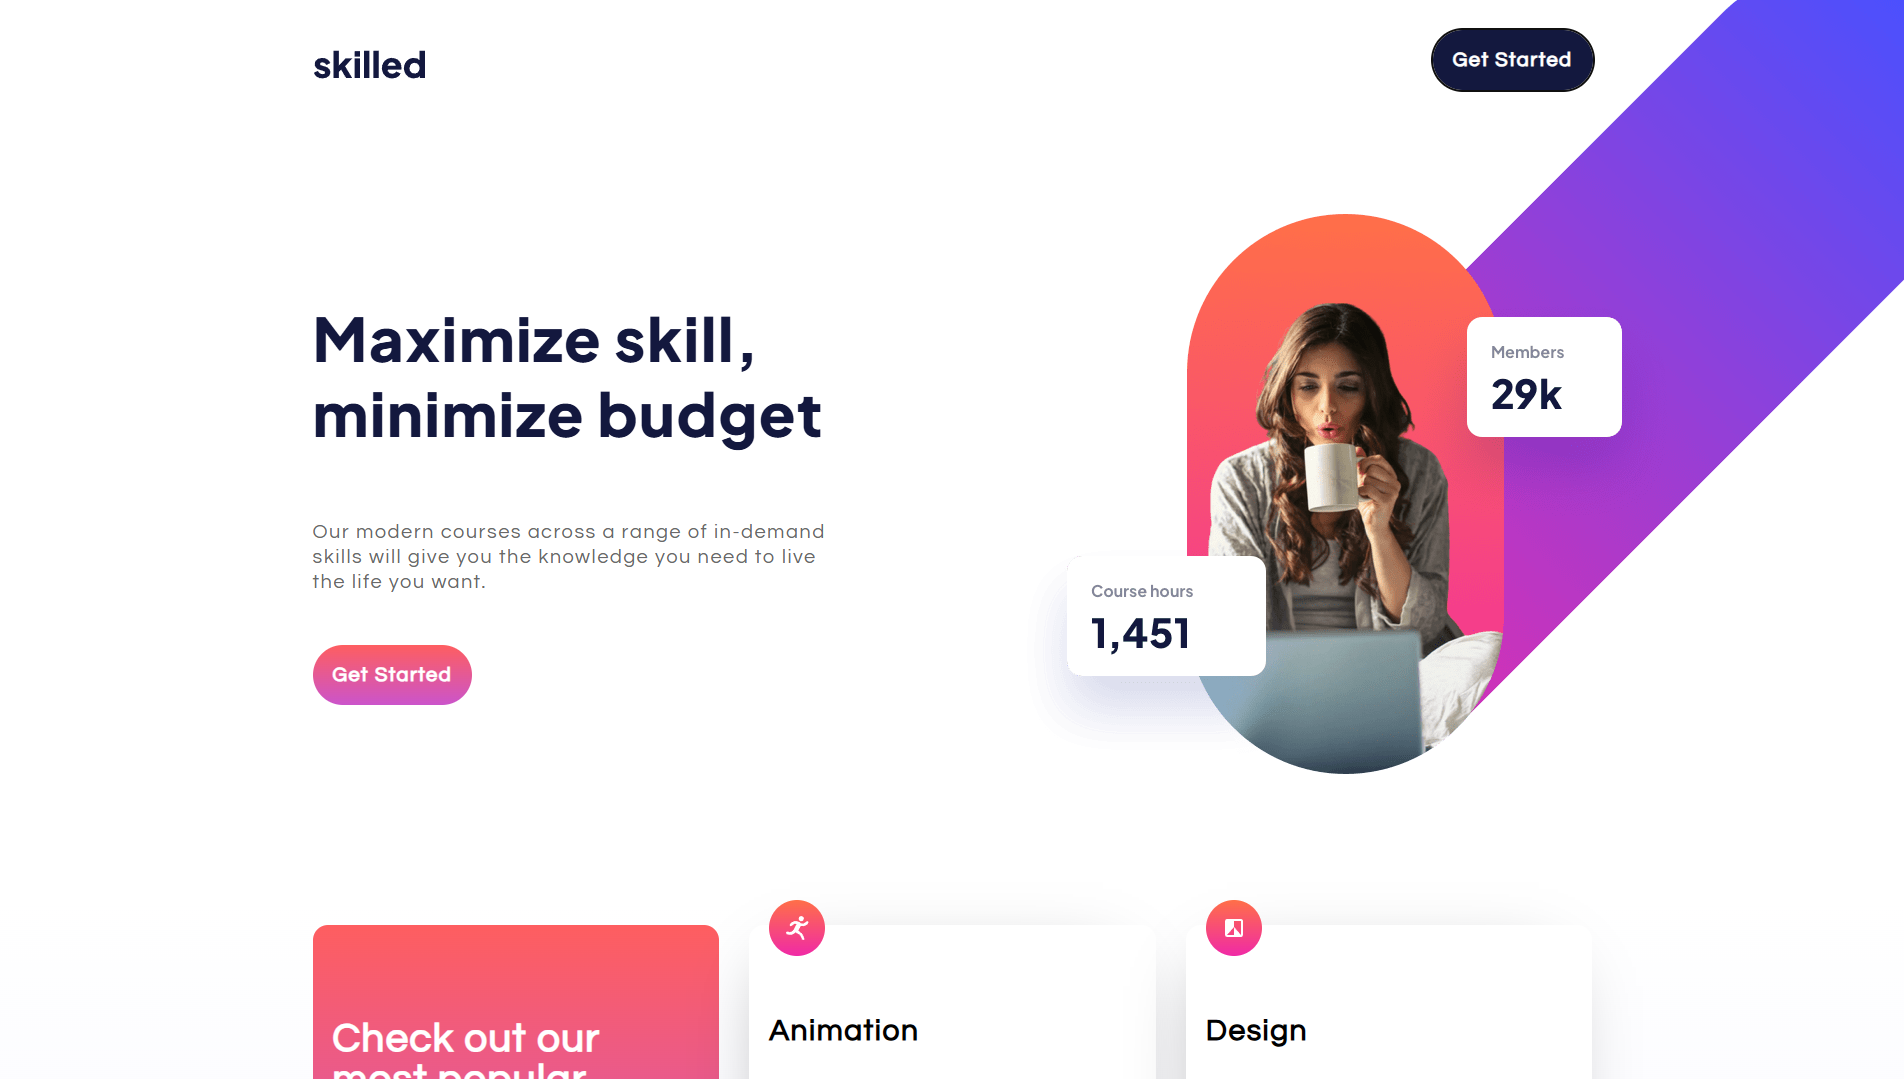 skilled
Get Started
Maximize skill,
minimize budget
Our modern courses across a range of in-demand
skills will give you the knowledge you need to live
the life you want.
Get Started
Members
29k
Course hours
1,451
Check out our
most popular
Animation
Design